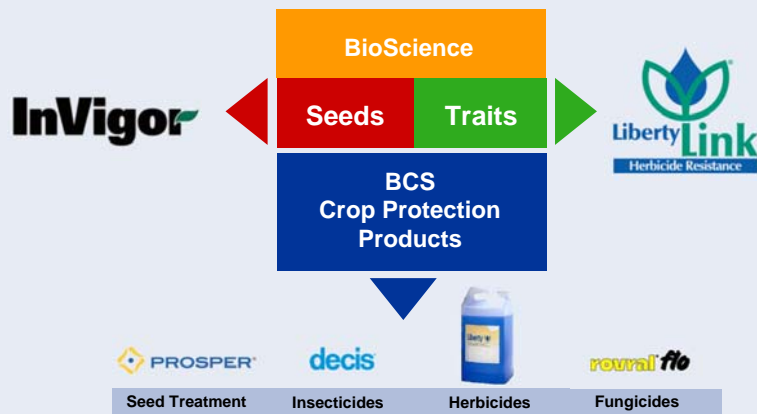 BioScience
InVigor
Seeds
Traits
Liberty
Link
Herbicide Resistance
BCS
Crop Protection
Products
PROSPER
decis
Liberty
rovral flo
Seed Treatment
Insecticides
Herbicides
Fungicides